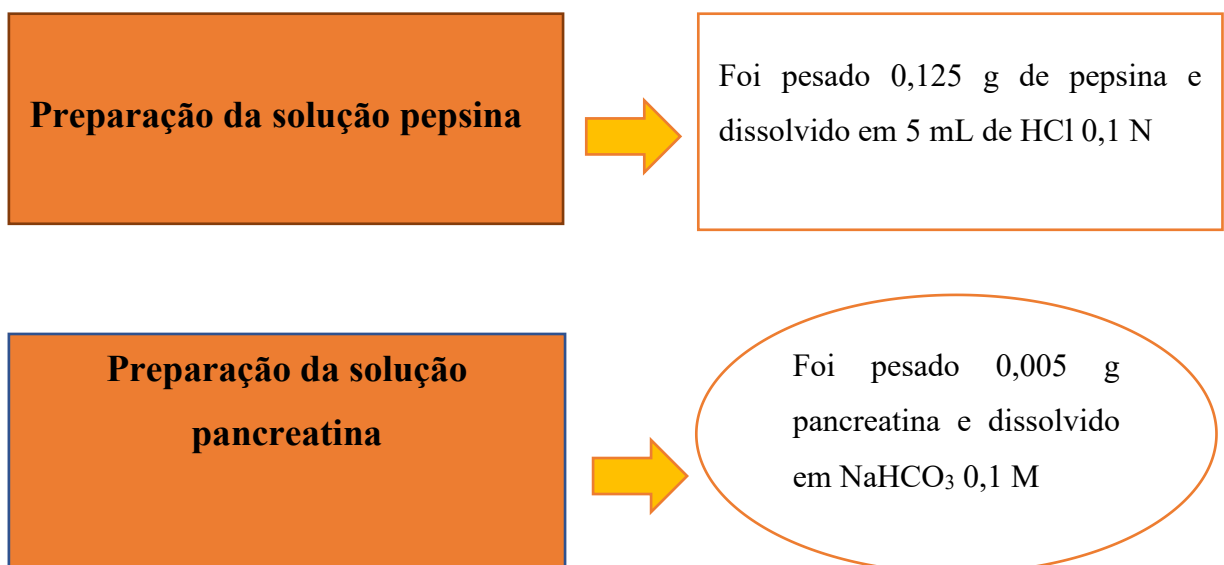 Preparação da solução pepsina
Foi pesado 0,125 g de pepsina e
dissolvido em 5 mL de HCl 0,1 N
Preparação da solução
pancreatina
Foi pesado 0,005 g
pancreatina e dissolvido
em NaHCO₃ 0,1 M